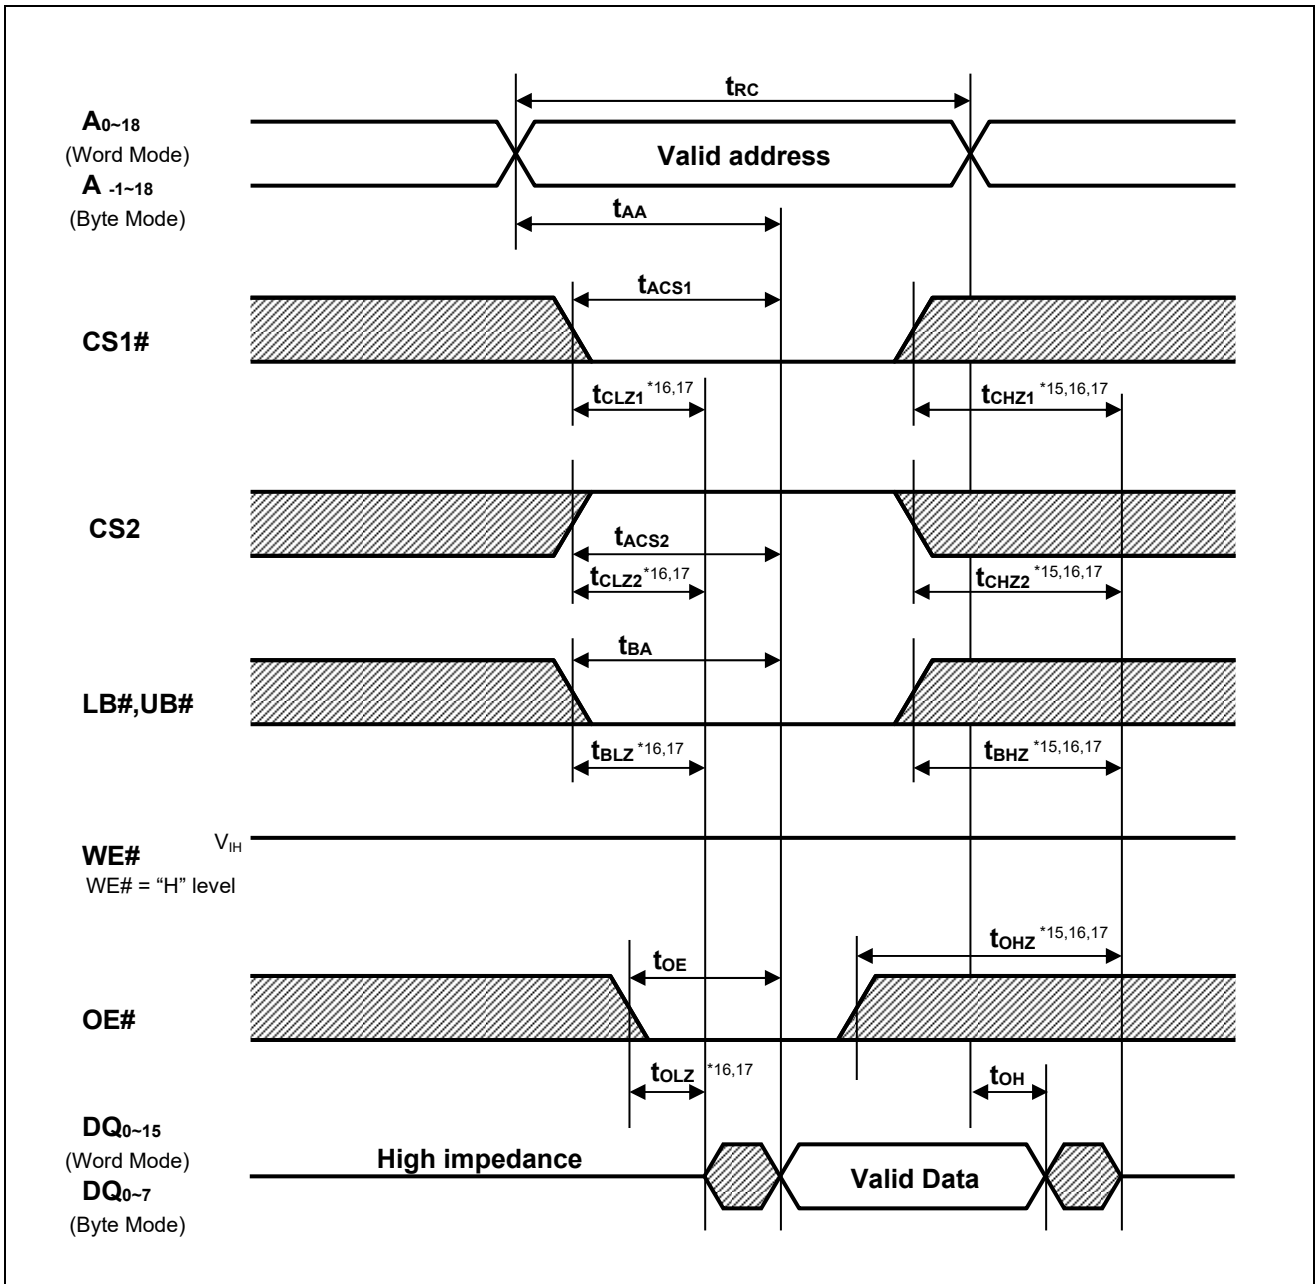 tRC
A0~18
(Word Mode)
A -1~18
(Byte Mode)
Valid address
tAA
tACS1
CS1#
tCLZ1 *16,17
tCHZ1 *15,16,17
CS2
tACS2
tCLZ2 *16,17
tCHZ2 *15,16,17
tBA
LB#,UB#
tBLZ *16,17
tBHZ *15,16,17
WE#
VIH
WE# = “H” level
tOHZ *15,16,17
tOE
OE#
tOLZ *16,17
tOH
DQ0~15
(Word Mode)
DQ0~7
(Byte Mode)
High impedance
Valid Data